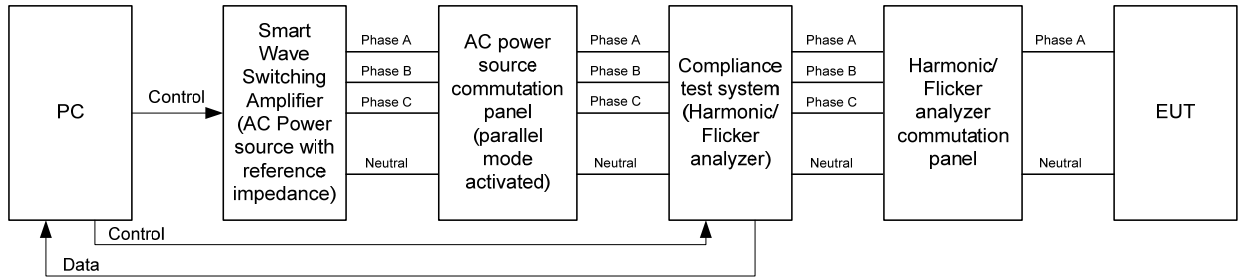 PC
Control
Smart
Wave
Switching
Amplifier
(AC Power
source with
reference
impedance)
Phase A
Phase B
Phase C
Neutral
AC power
source
commutation
panel
(parallel
mode
activated)
Phase A
Phase B
Phase C
Neutral
Compliance
test system
(Harmonic/
Flicker
analyzer)
Phase A
Phase B
Phase C
Neutral
Harmonic/
Flicker
analyzer
commutation
panel
Phase A
Neutral
EUT
Control
Data